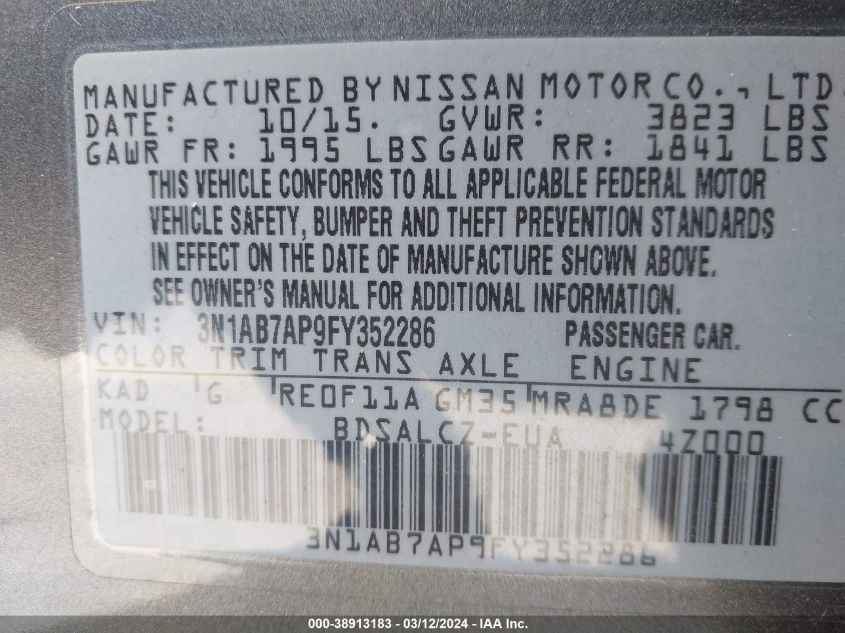 MANUFACTURED BY NISSAN MOTOR CO., LTD.
DATE: 10/15. GVWR: 3823 LBS
GAWR FR: 1995 LBS GAWR RR: 1841 LBS
THIS VEHICLE CONFORMS TO ALL APPLICABLE FEDERAL MOTOR
VEHICLE SAFETY, BUMPER AND THEFT PREVENTION STANDARDS
IN EFFECT ON THE DATE OF MANUFACTURE SHOWN ABOVE.
SEE OWNER'S MANUAL FOR ADDITIONAL INFORMATION.
VIN: 3N1AB7AP9FY352286 PASSENGER CAR.
COLOR TRIM TRANS AXLE ENGINE
KAD G RE0F11A GM35 MRA8DE 1798 CC
MODEL: BDSALCZ-EUA 4Z000
3N1AB7AP9FY352286
000-38913183 - 03/12/2024 - IAA Inc.